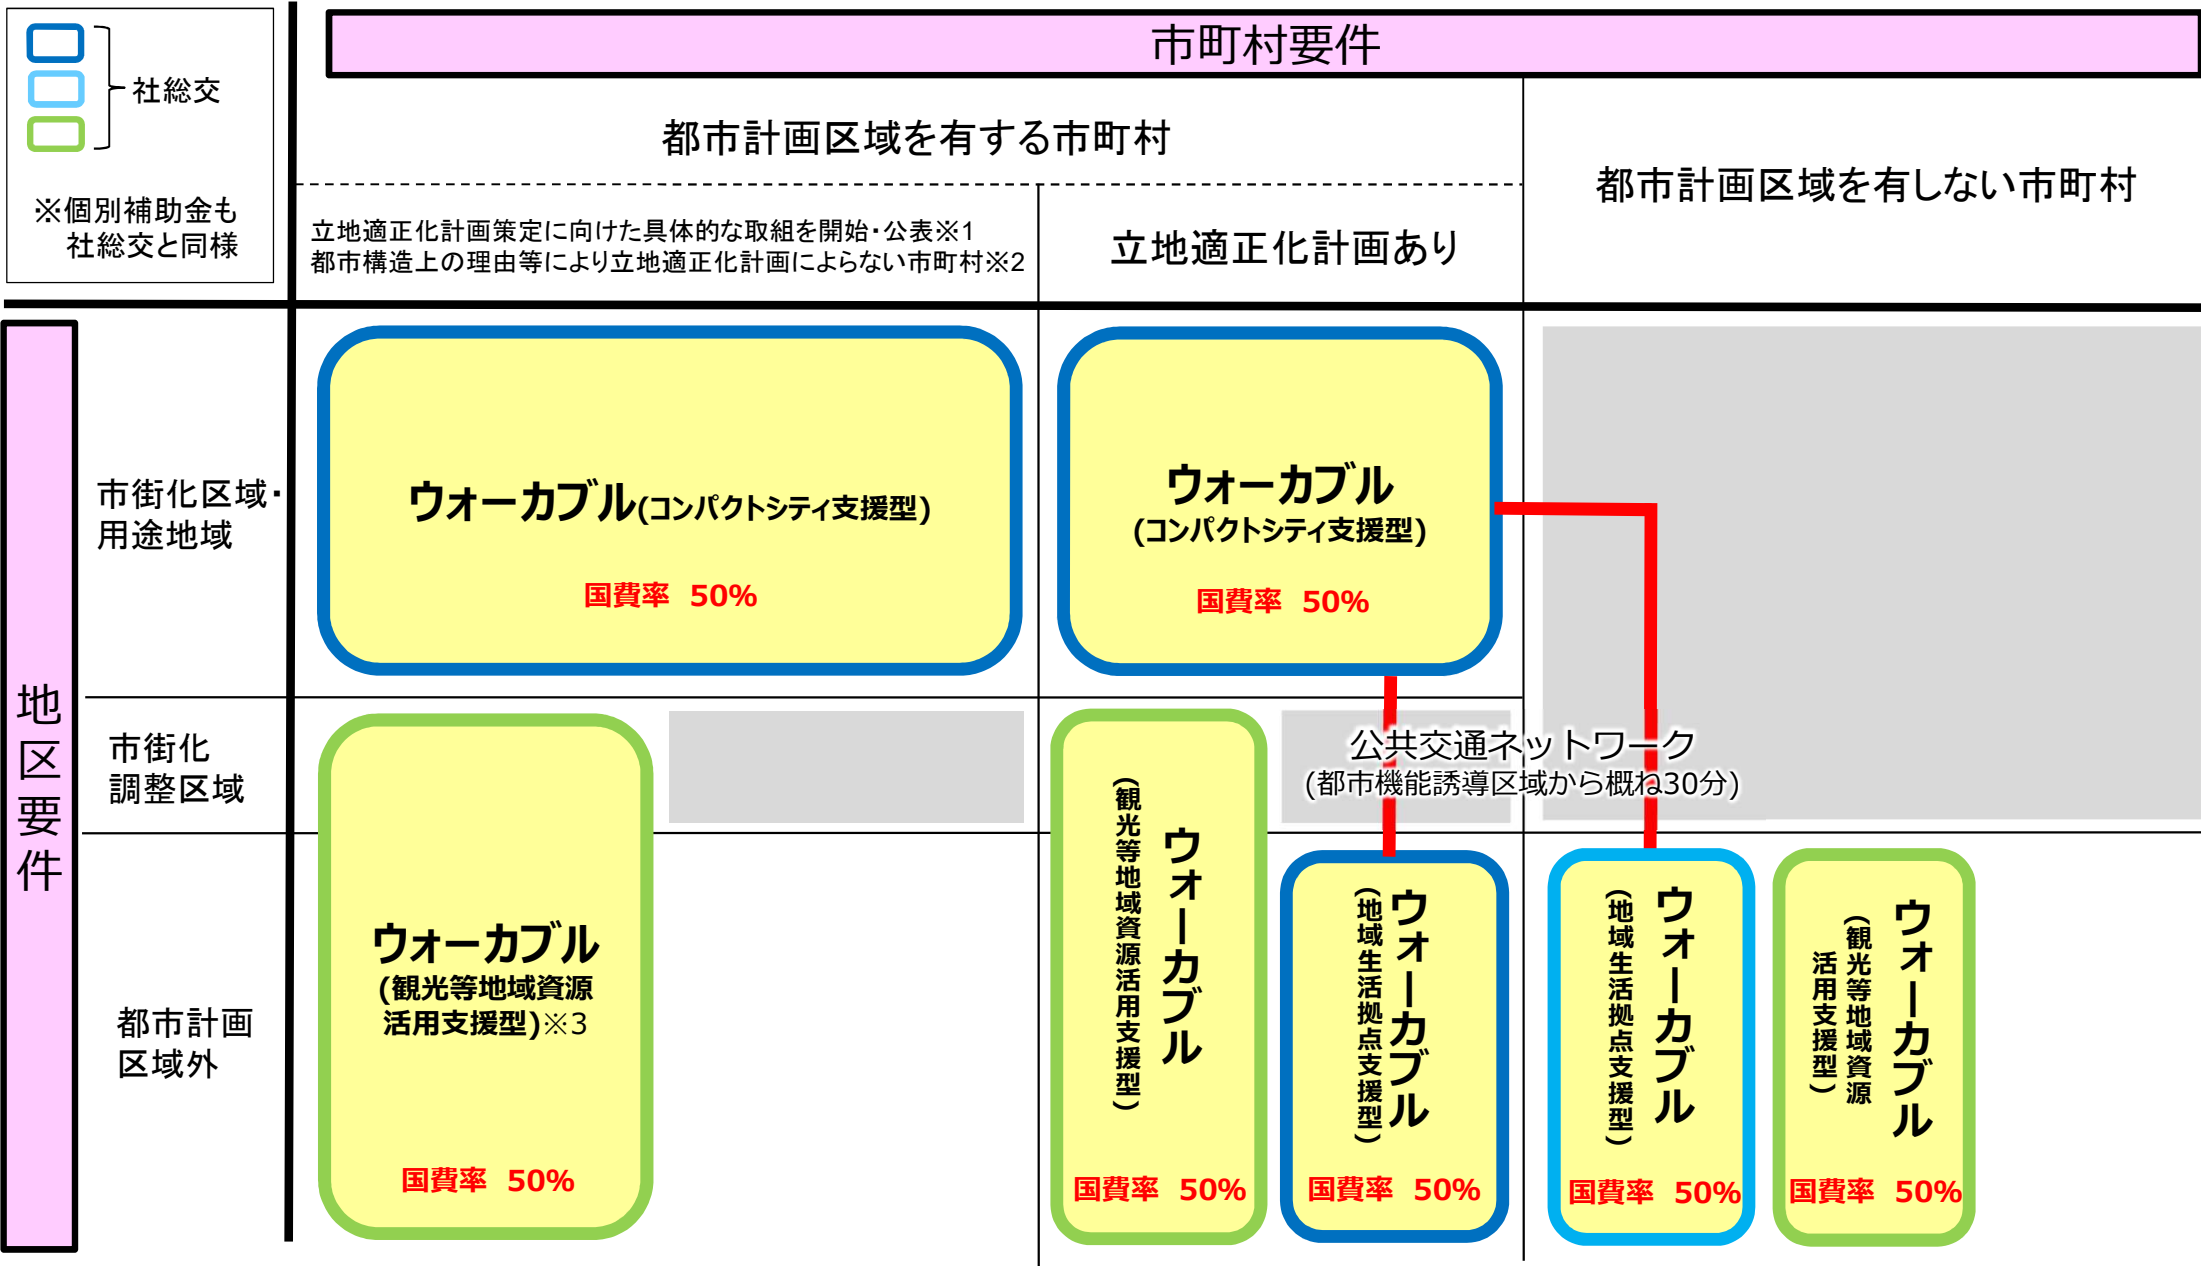 社総交
※個別補助金も
社総交と同様
市町村要件
都市計画区域を有する市町村
都市計画区域を有しない市町村
立地適正化計画策定に向けた具体的な取組を開始・公表※1
都市構造上の理由等により立地適正化計画によらない市町村※2
立地適正化計画あり
地区要件
市街化区域・
用途地域
ウォーカブル(コンパクトシティ支援型)
国費率 50%
ウォーカブル
(コンパクトシティ支援型)
国費率 50%
市街化
調整区域
公共交通ネットワーク
(都市機能誘導区域から概ね30分)
都市計画
区域外
ウォーカブル
(観光等地域資源
活用支援型)※3
国費率 50%
ウォーカブル
(観光等地域資源活用支援型)
国費率 50%
ウォーカブル
(地域生活拠点支援型)
国費率 50%
ウォーカブル
(地域生活拠点支援型)
国費率 50%
ウォーカブル
(観光等地域資源
活用支援型)
国費率 50%